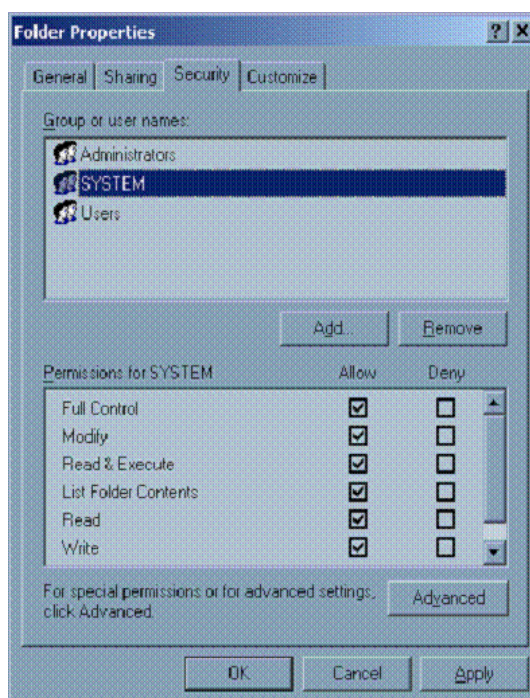 Folder Properties
General Sharing Security Customize
Group or user names:
Administrators
SYSTEM
Users
Add... Remove
Permissions for SYSTEM Allow Deny
Full Control
Modify
Read & Execute
List Folder Contents
Read
Write
For special permissions or for advanced settings,
click Advanced.
Advanced
OK Cancel Apply